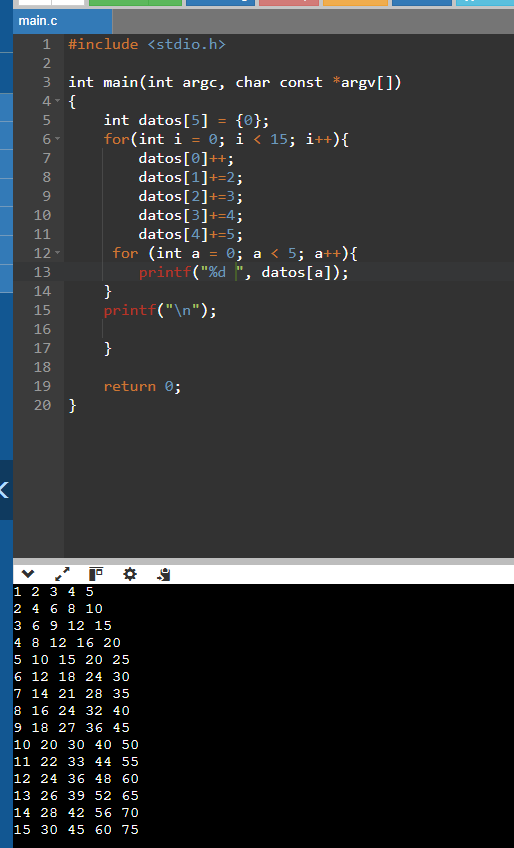 main.c
1 #include <stdio.h>
2
3 int main(int argc, char const *argv[])
4 {
5     int datos[5] = {0};
6     for(int i = 0; i < 15; i++){
7         datos[0]++;
8         datos[1]+=2;
9         datos[2]+=3;
10         datos[3]+=4;
11         datos[4]+=5;
12      for (int a = 0; a < 5; a++){
13         printf("%d ", datos[a]);
14     }
15     printf("\n");
16
17     }
18
19     return 0;
20 }
1 2 3 4 5
2 4 6 8 10
3 6 9 12 15
4 8 12 16 20
5 10 15 20 25
6 12 18 24 30
7 14 21 28 35
8 16 24 32 40
9 18 27 36 45
10 20 30 40 50
11 22 33 44 55
12 24 36 48 60
13 26 39 52 65
14 28 42 56 70
15 30 45 60 75